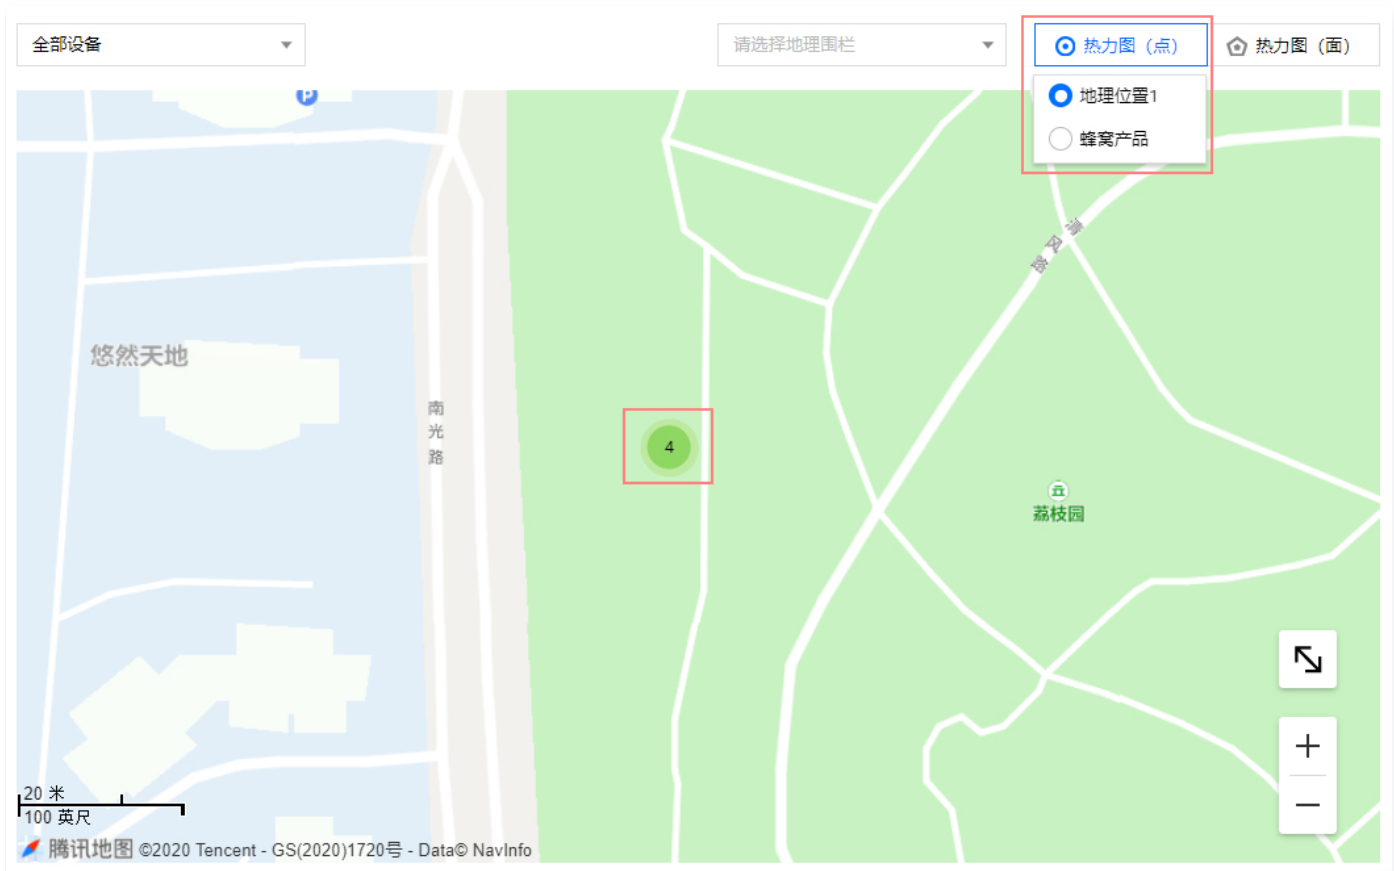 全部设备
请选择地理围栏
热力图（点）
热力图（面）
地理位置1
蜂窝产品
P
清风路
悠然天地
南光路
4
荔枝园
20 米
100 英尺
腾讯地图 ©2020 Tencent - GS(2020)1720号 - Data© NavInfo